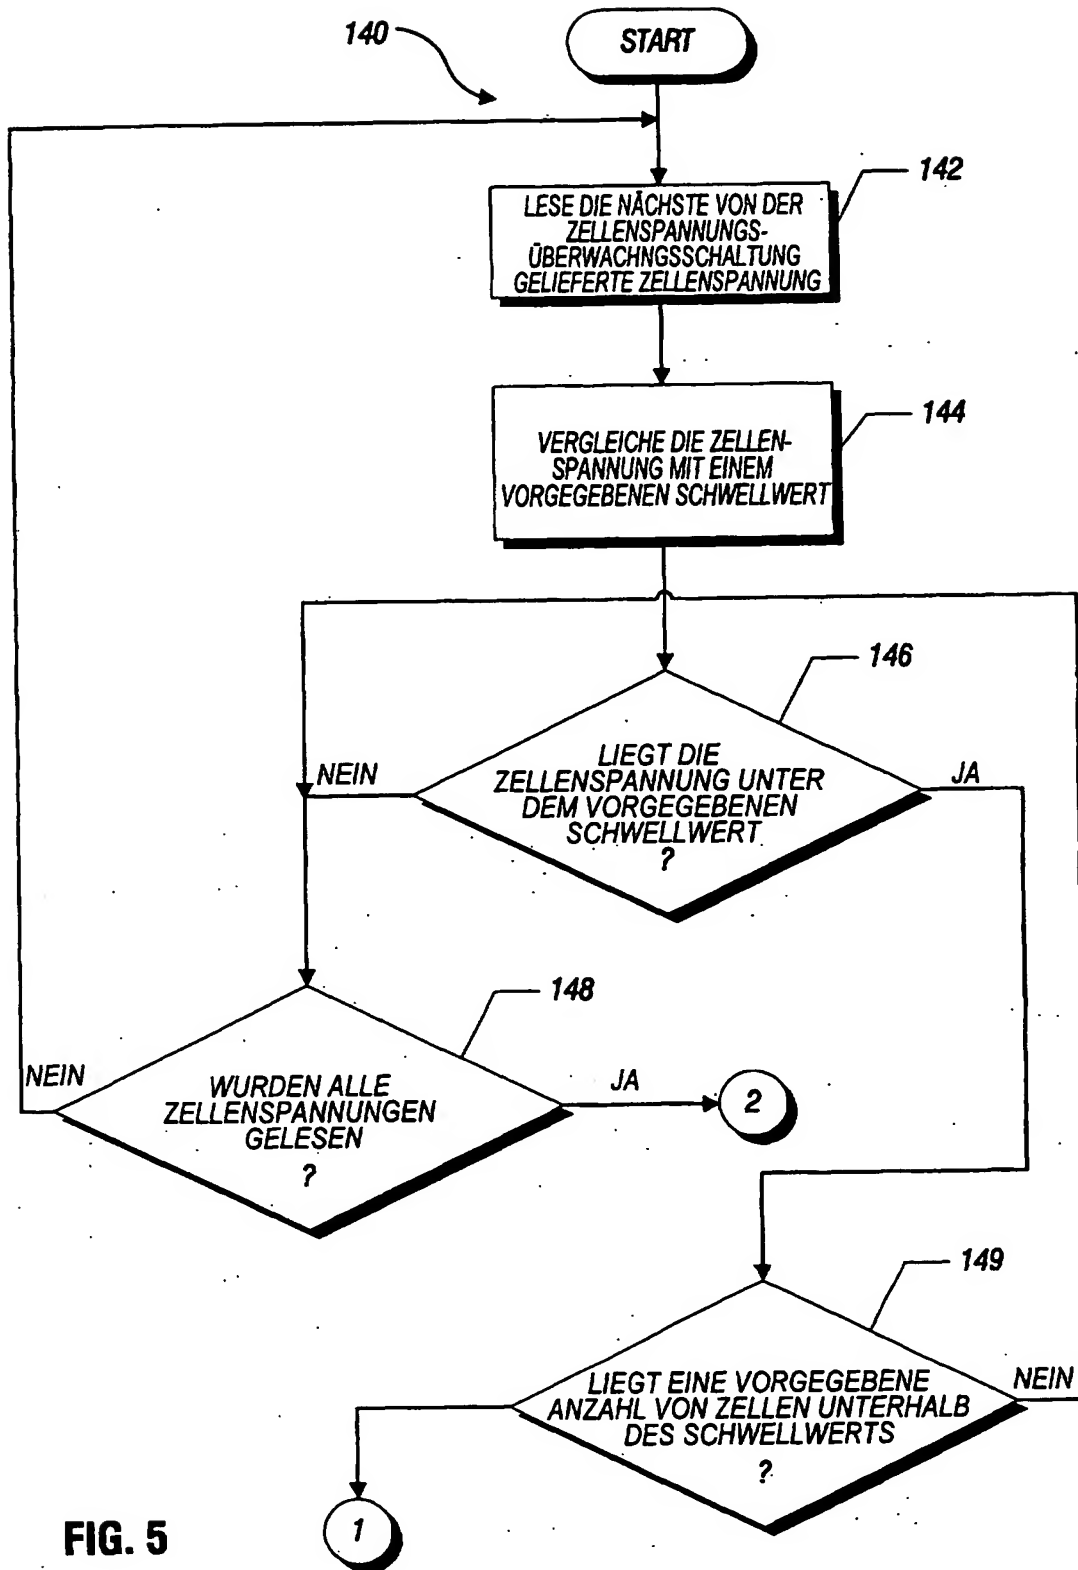 140
START
142
LESE DIE NÄCHSTE VON DER
ZELLENSPANNUNGS-
ÜBERWACHNGSSCHALTUNG
GELIEFERTE ZELLENSPANNUNG
144
VERGLEICHE DIE ZELLEN-
SPANNUNG MIT EINEM
VORGEGEBENEN SCHWELLWERT
146
NEIN
LIEGT DIE
ZELLENSPANNUNG UNTER
DEM VORGEGEBENEN
SCHWELLWERT
?
JA
148
NEIN
WURDEN ALLE
ZELLENSPANNUNGEN
GELESEN
?
JA
2
149
LIEGT EINE VORGEGEBENE
ANZAHL VON ZELLEN UNTERHALB
DES SCHWELLWERTS
?
NEIN
1
FIG. 5